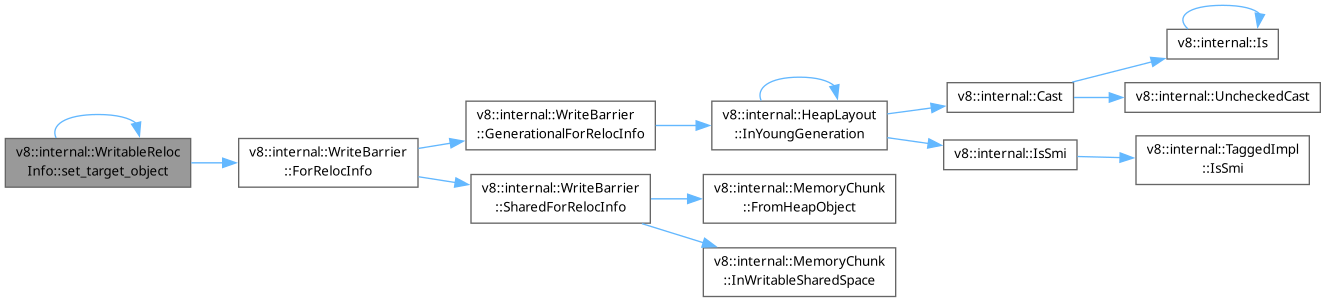 v8::internal::WritableReloc
Info::set_target_object
v8::internal::WriteBarrier
::ForRelocInfo
v8::internal::WriteBarrier
::GenerationalForRelocInfo
v8::internal::WriteBarrier
::SharedForRelocInfo
v8::internal::HeapLayout
::InYoungGeneration
v8::internal::MemoryChunk
::FromHeapObject
v8::internal::MemoryChunk
::InWritableSharedSpace
v8::internal::Cast
v8::internal::IsSmi
v8::internal::Is
v8::internal::UncheckedCast
v8::internal::TaggedImpl
::IsSmi